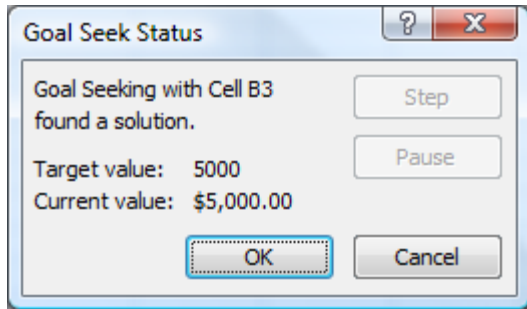 Goal Seek Status
?
Goal Seeking with Cell B3
found a solution.
Step
Pause
Target value: 5000
Current value: $5,000.00
OK
Cancel